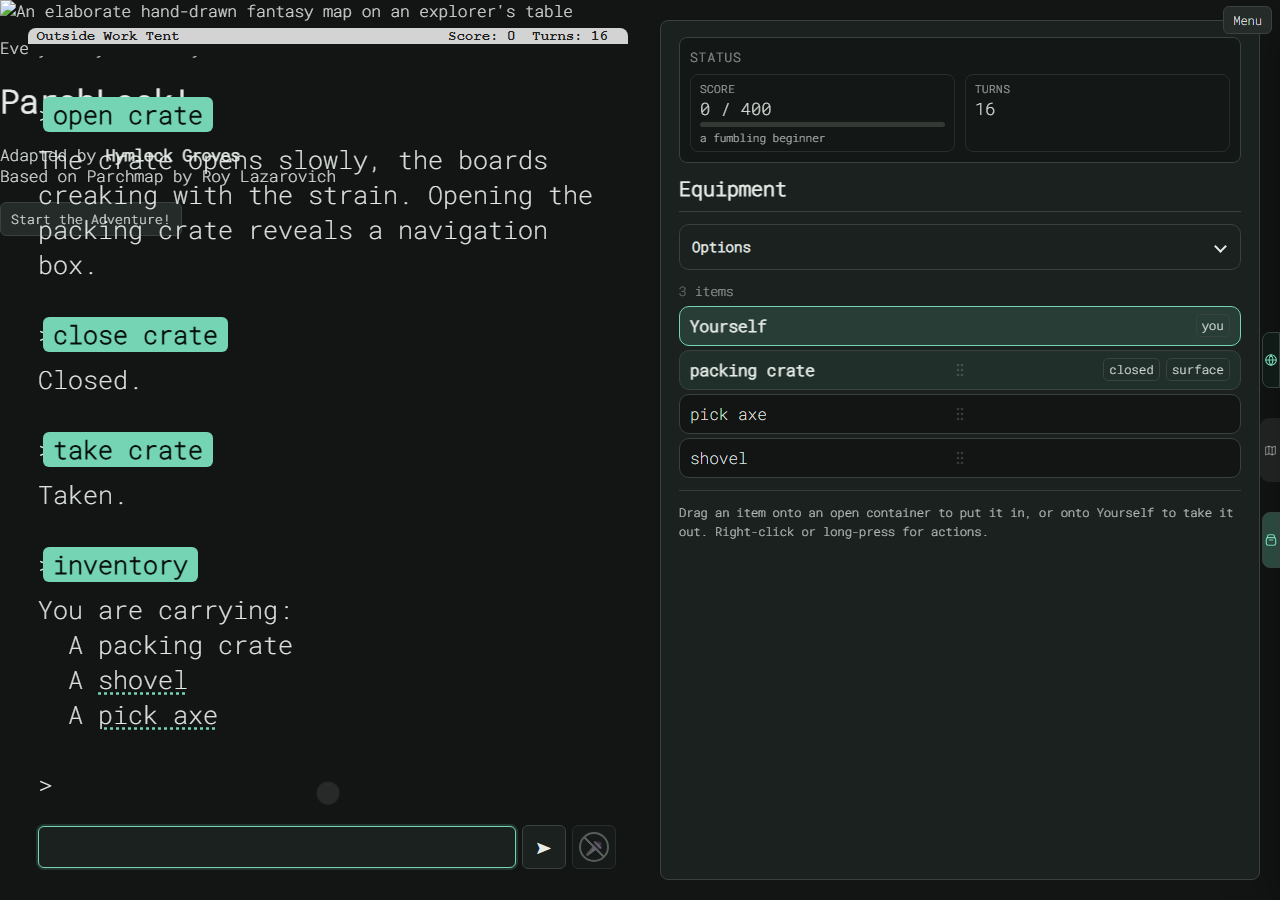 An elaborate hand-drawn fantasy map on an explorer's table
Menu
Outside Work Tent Score: 0 Turns: 16
Eve
Adapted by Hymlock Groves
Based on Parchmap by Roy Lazarovich
Start the Adventure!
open crate
The crate opens slowly, the boards
creaking with the strain. Opening the
packing crate reveals a navigation
box.
> close crate
Closed.
> take crate
Taken.
> inventory
You are carrying:
A packing crate
A shovel
A pick axe
>
STATUS
SCORE
0 / 400
a fumbling beginner
TURNS
16
Equipment
Options
3 items
Yourself you
packing crate closed surface
pick axe
shovel
Drag an item onto an open container to put it in, or onto Yourself to take it
out. Right-click or long-press for actions.